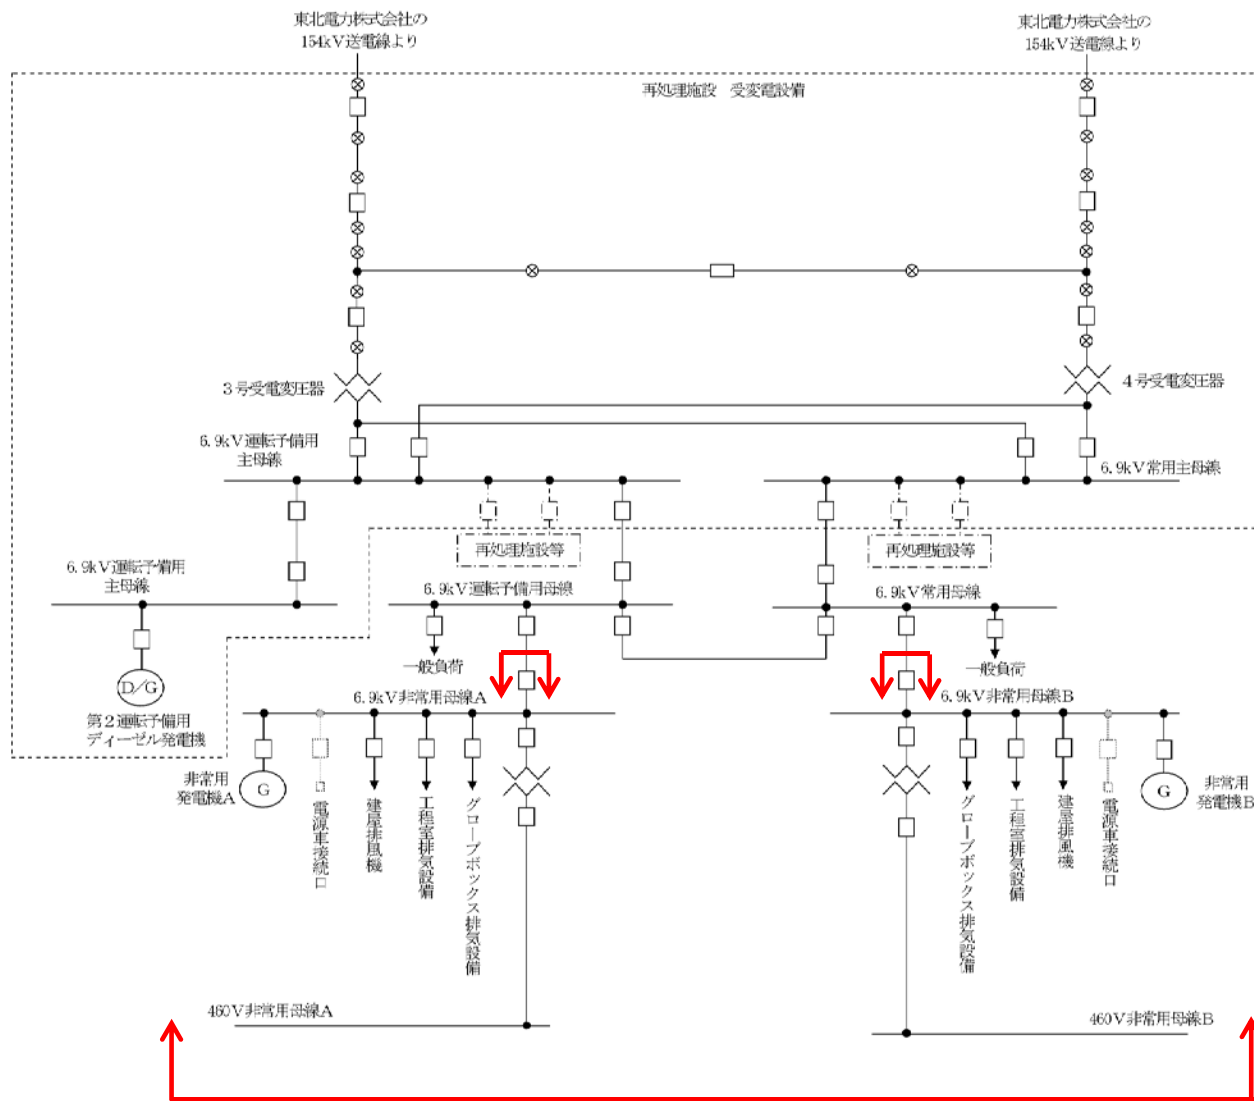 東北電力株式会社の
154kV送電線より
東北電力株式会社の
154kV送電線より
再処理施設 受変電設備
3号受電変圧器
4号受電変圧器
6.9kV運転予備用
主母線
6.9kV常用主母線
再処理施設等
再処理施設等
6.9kV運転予備用
主母線
6.9kV運転予備用母線
6.9kV常用母線
一般負荷
一般負荷
D/G
第2運転予備用
ディーゼル発電機
6.9kV非常用母線A
6.9kV非常用母線B
非常用
発電機A
G
電源車接続口
建屋排風機
工程室排気設備
グローブボックス排気設備
グローブボックス排気設備
工程室排気設備
建屋排風機
電源車接続口
G
非常用
発電機B
460V非常用母線A
460V非常用母線B